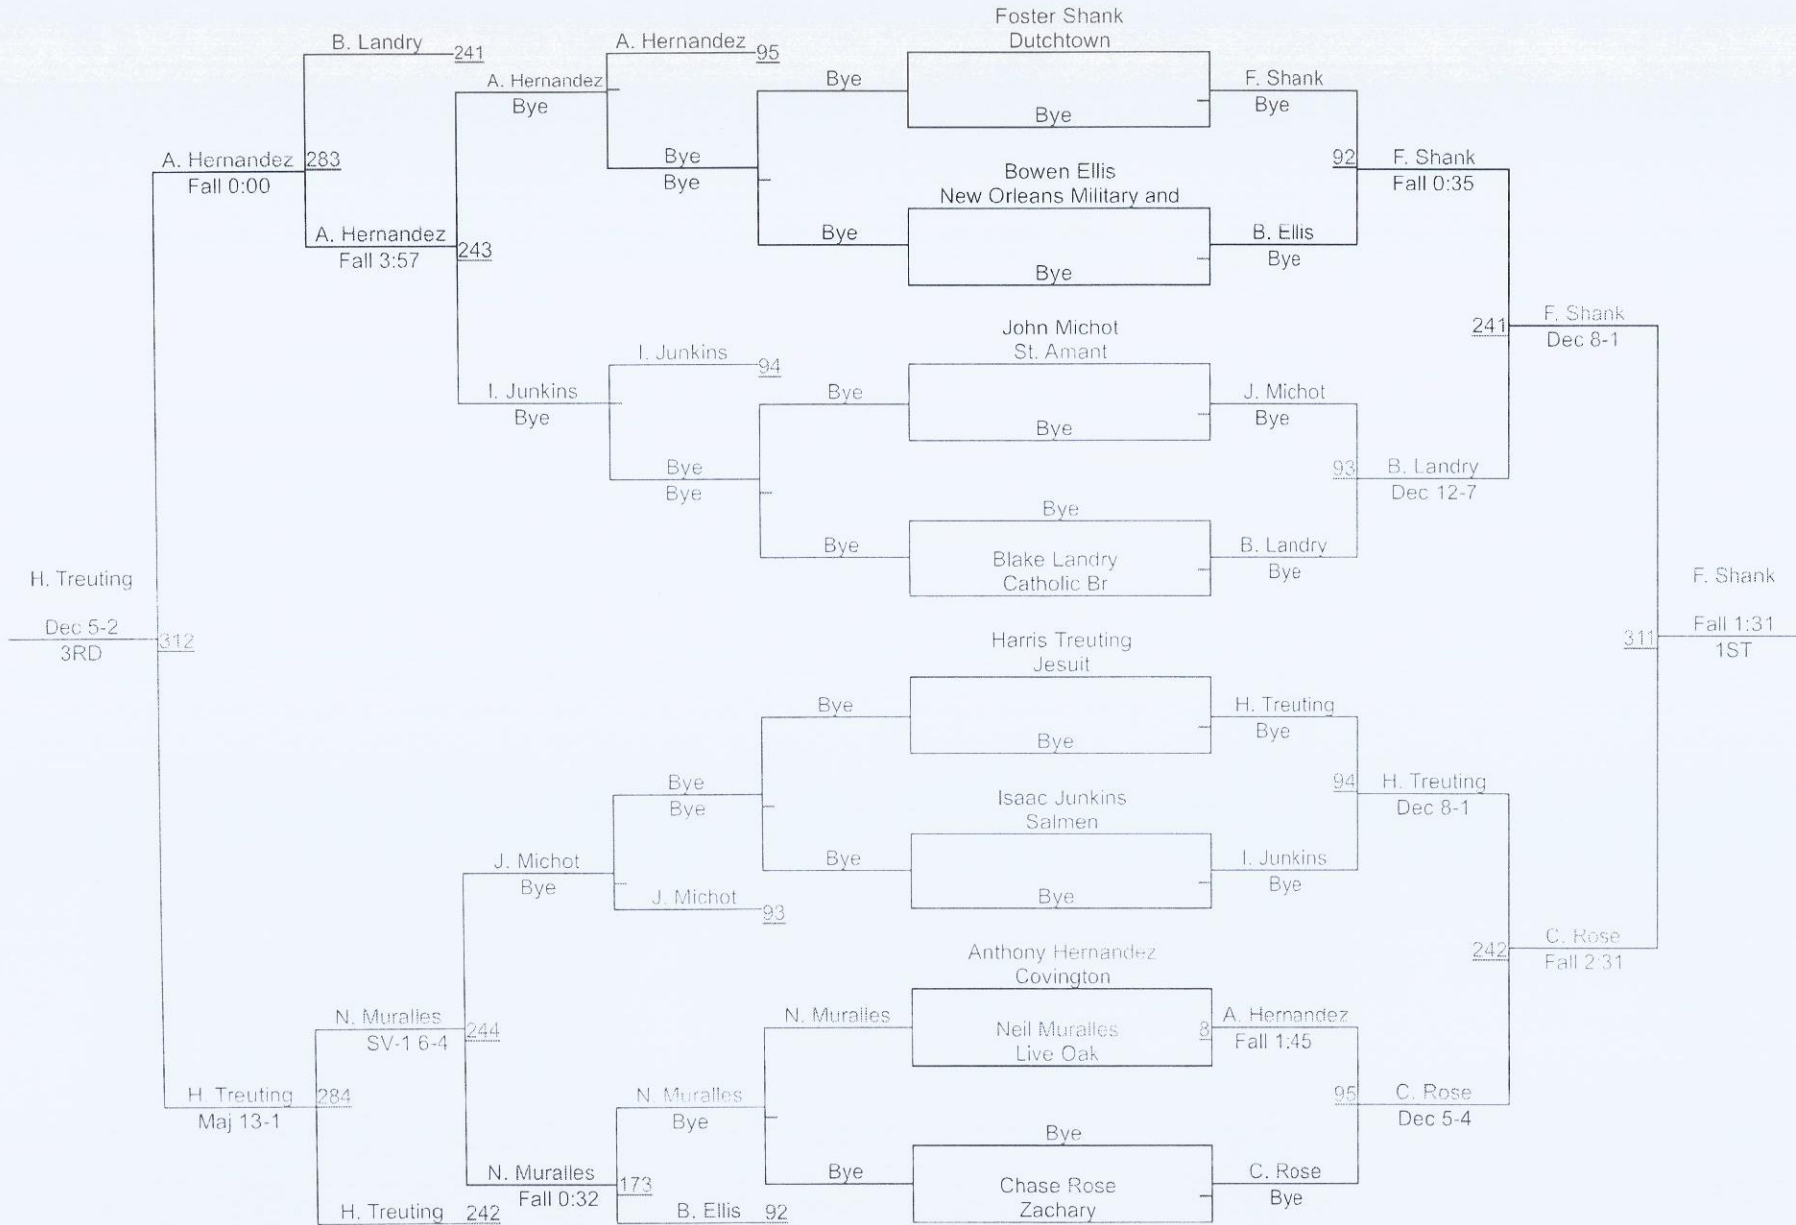 Foster Shank
B. Landry
A. Hernandez
Dutchtown
241
95
A. Hernandez
Bye
F. Shank
Bye
Bye
Bye
A. Hernandez
283
Bye
92
F. Shank
Fall 0:00
Bye
Bowen Ellis
Fall 0:35
New Orleans Military and
A. Hernandez
243
Bye
B. Ellis
Fall 3:57
Bye
Bye
John Michot
241
F. Shank
I. Junkins
94
St. Amant
Dec 8-1
I. Junkins
Bye
J. Michot
Bye
Bye
Bye
Bye
93
B. Landry
Bye
Dec 12-7
Bye
Bye
B. Landry
Blake Landry
Bye
H. Treuting
Catholic Br
F. Shank
Dec 5-2
312
Harris Treuting
311
Fall 1:31
3RD
Jesuit
1ST
Bye
H. Treuting
Bye
Bye
Bye
94
H. Treuting
Bye
Isaac Junkins
Dec 8-1
Salmen
J. Michot
Bye
I. Junkins
Bye
Bye
J. Michot
93
Bye
Anthony Hernandez
242
C. Rose
Covington
Fall 2:31
N. Muralles
244
N. Muralles
Neil Muralles
8
A. Hernandez
SV-1 6-4
Live Oak
Fall 1:45
H. Treuting
284
N. Muralles
95
C. Rose
Maj 13-1
Bye
Dec 5-4
Bye
N. Muralles
173
Bye
C. Rose
Fall 0:32
Chase Rose
Bye
H. Treuting
242
B. Ellis
92
Zachary